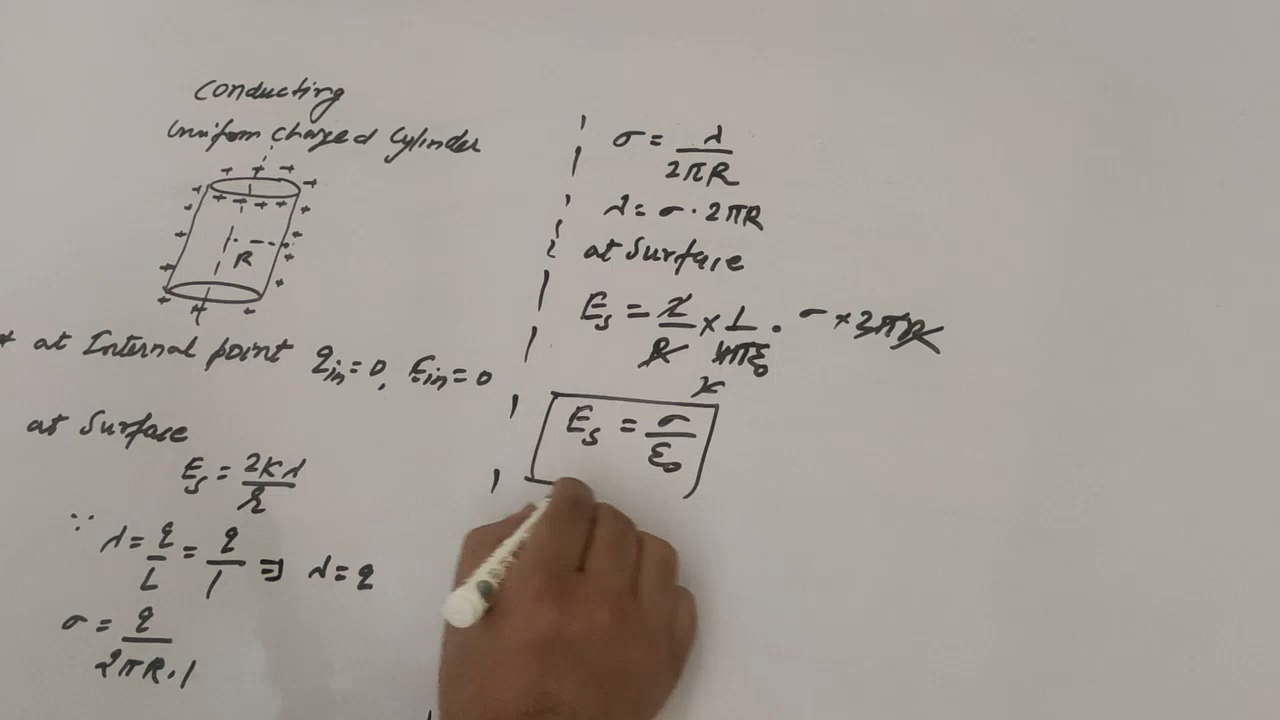 Conducting
Uniform Charged Cylinder
R
* at Internal point q_in = 0, E_in = 0
at Surface
E_s = 2Kλ/r
∵ λ = q/L = q/1 ⇒ λ = q
σ = q/2πR·1
σ = λ/2πR
λ = σ·2πR
at Surface
E_s = 2/R × 1/4πε₀ · σ × 2πR
E_s = σ/ε₀